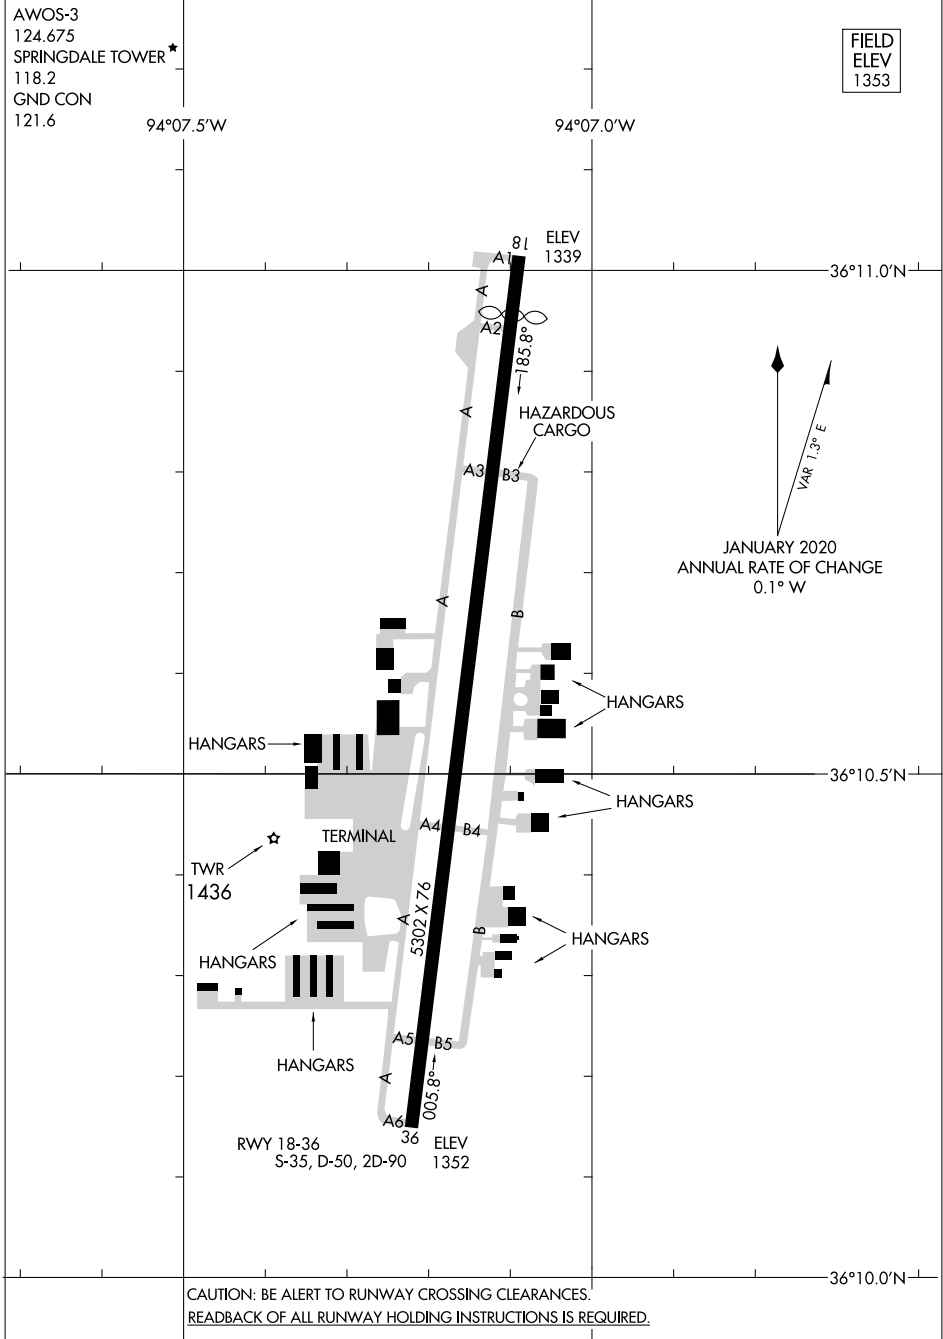 AWOS-3
124.675
SPRINGDALE TOWER★
118.2
GND CON
121.6
FIELD
ELEV
1353
94°07.5'W
94°07.0'W
18
ELEV
1339
A1
36°11.0'N
A
A2
185.8°
A
HAZARDOUS
CARGO
A3
B3
VAR 1.3° E
JANUARY 2020
ANNUAL RATE OF CHANGE
0.1° W
A
B
HANGARS
HANGARS
36°10.5'N
HANGARS
A4
B4
TERMINAL
TWR
1436
5302 X 76
A
B
HANGARS
HANGARS
A5
B5
HANGARS
A
005.8°
A6
36
RWY 18-36
S-35, D-50, 2D-90
ELEV
1352
36°10.0'N
CAUTION: BE ALERT TO RUNWAY CROSSING CLEARANCES.
READBACK OF ALL RUNWAY HOLDING INSTRUCTIONS IS REQUIRED.